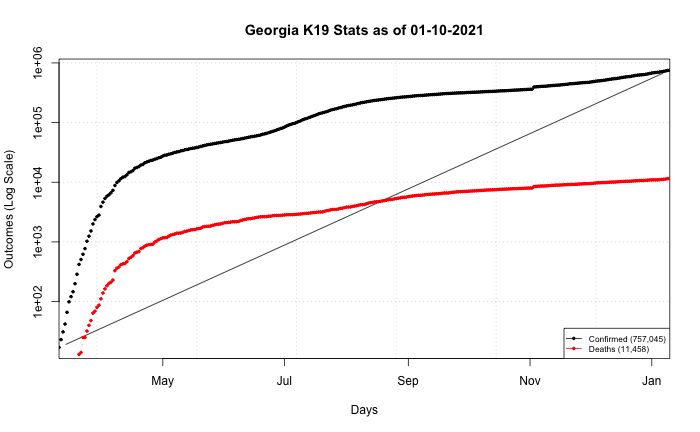 Georgia K19 Stats as of 01-10-2021
Outcomes (Log Scale)
1e+06
1e+05
1e+04
1e+03
1e+02
Confirmed (757,045)
Deaths (11,458)
May Jul Sep Nov Jan
Days